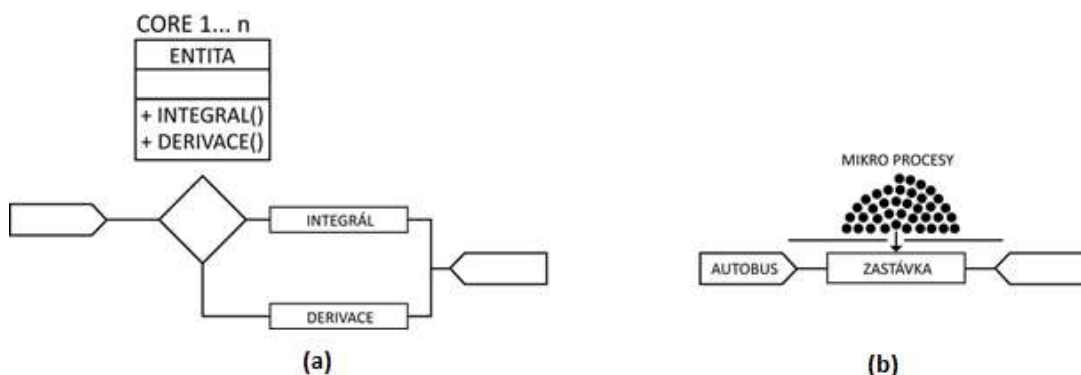 CORE 1... n
ENTITA
+ INTEGRAL()
+ DERIVACE()
INTEGRÁL
DERIVACE
(a)
MIKRO PROCESY
AUTOBUS
ZASTÁVKA
(b)